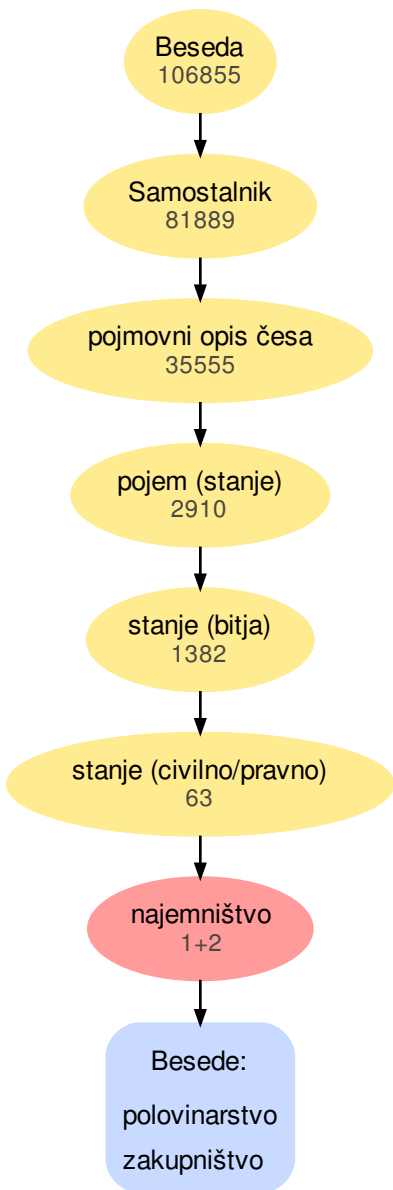 Beseda
106855
Samostalnik
81889
pojmovni opis česa
35555
pojem (stanje)
2910
stanje (bitja)
1382
stanje (civilno/pravno)
63
najemništvo
1+2
Besede:
polovinarstvo
zakupništvo